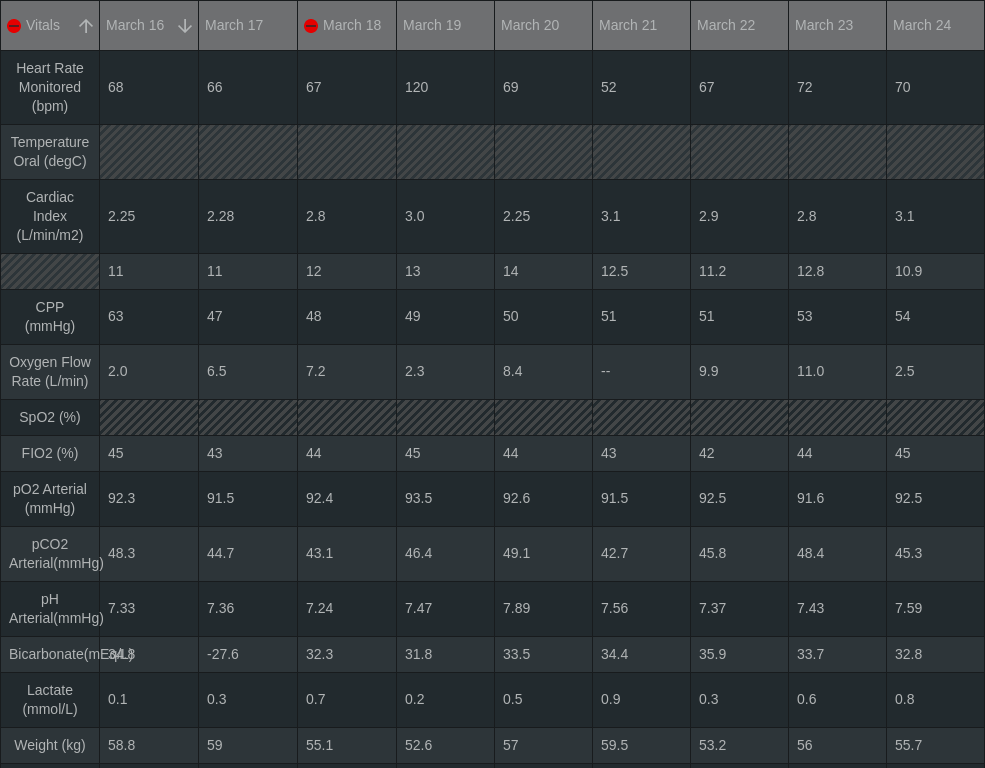 Vitals March 16 March 17 March 18 March 19 March 20 March 21 March 22 March 23 March 24
Heart Rate
Monitored
(bpm)
68 66 67 120 69 52 67 72 70
Temperature
Oral (degC)
Cardiac
Index
(L/min/m2)
2.25 2.28 2.8 3.0 2.25 3.1 2.9 2.8 3.1
11 11 12 13 14 12.5 11.2 12.8 10.9
CPP
(mmHg)
63 47 48 49 50 51 51 53 54
Oxygen Flow
Rate (L/min)
2.0 6.5 7.2 2.3 8.4 -- 9.9 11.0 2.5
SpO2 (%)
FIO2 (%) 45 43 44 45 44 43 42 44 45
pO2 Arterial
(mmHg)
92.3 91.5 92.4 93.5 92.6 91.5 92.5 91.6 92.5
pCO2
Arterial(mmHg)
48.3 44.7 43.1 46.4 49.1 42.7 45.8 48.4 45.3
pH
Arterial(mmHg)
7.33 7.36 7.24 7.47 7.89 7.56 7.37 7.43 7.59
Bicarbonate(mEq/L) 34.8 -27.6 32.3 31.8 33.5 34.4 35.9 33.7 32.8
Lactate
(mmol/L)
0.1 0.3 0.7 0.2 0.5 0.9 0.3 0.6 0.8
Weight (kg) 58.8 59 55.1 52.6 57 59.5 53.2 56 55.7